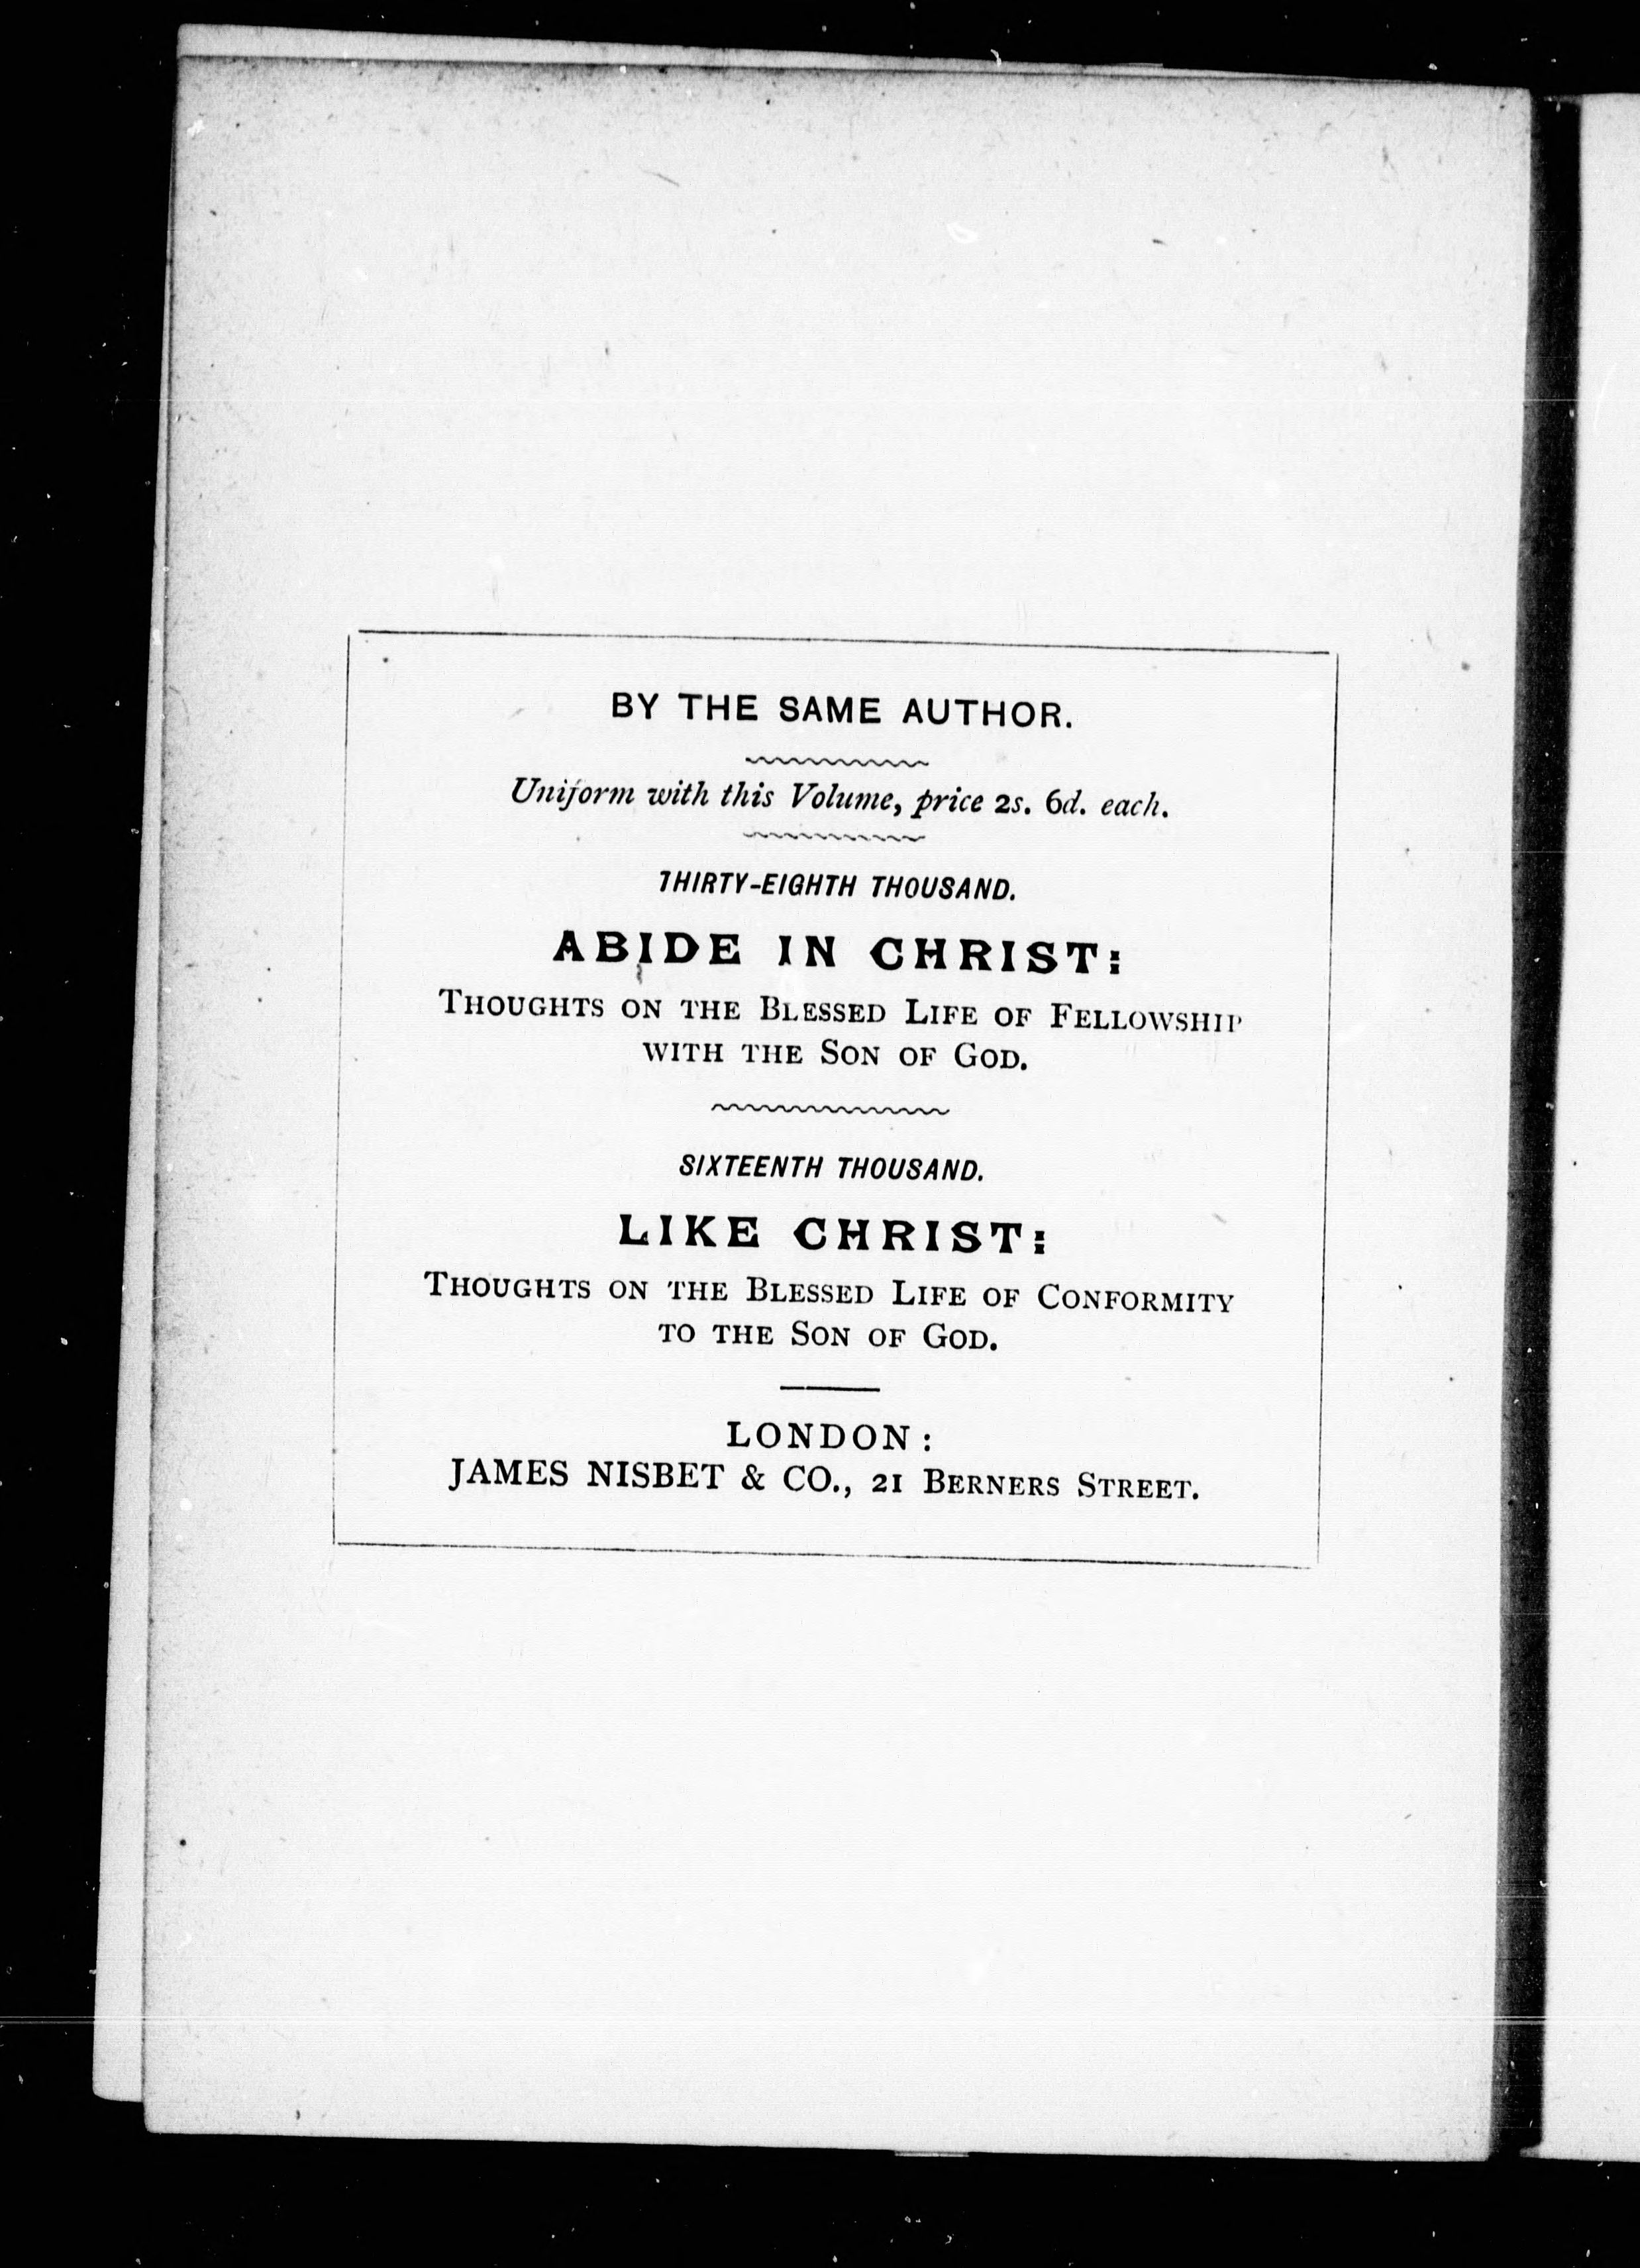 BY THE SAME AUTHOR.
Uniform with this Volume, price 2s. 6d. each.
THIRTY-EIGHTH THOUSAND.
ABIDE IN CHRIST:
THOUGHTS ON THE BLESSED LIFE OF FELLOWSHIP
WITH THE SON OF GOD.
SIXTEENTH THOUSAND.
LIKE CHRIST:
THOUGHTS ON THE BLESSED LIFE OF CONFORMITY
TO THE SON OF GOD.
LONDON:
JAMES NISBET & CO., 21 BERNERS STREET.